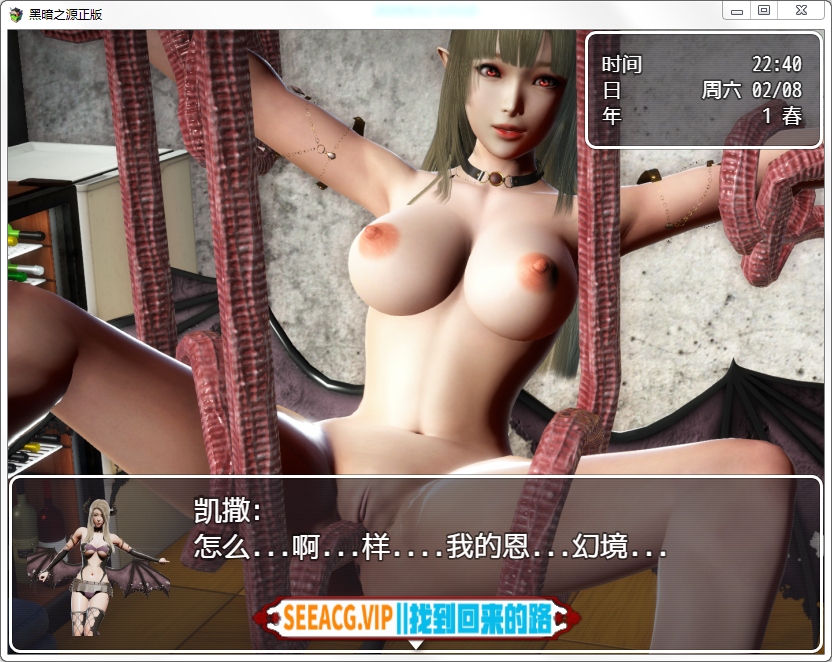 黑暗之源正版
时间 22:40
日 周六 02/08
年 1 春
凯撒:
怎么...啊...样....我的恩...幻境...
SEEACG.VIP||找到回来的路